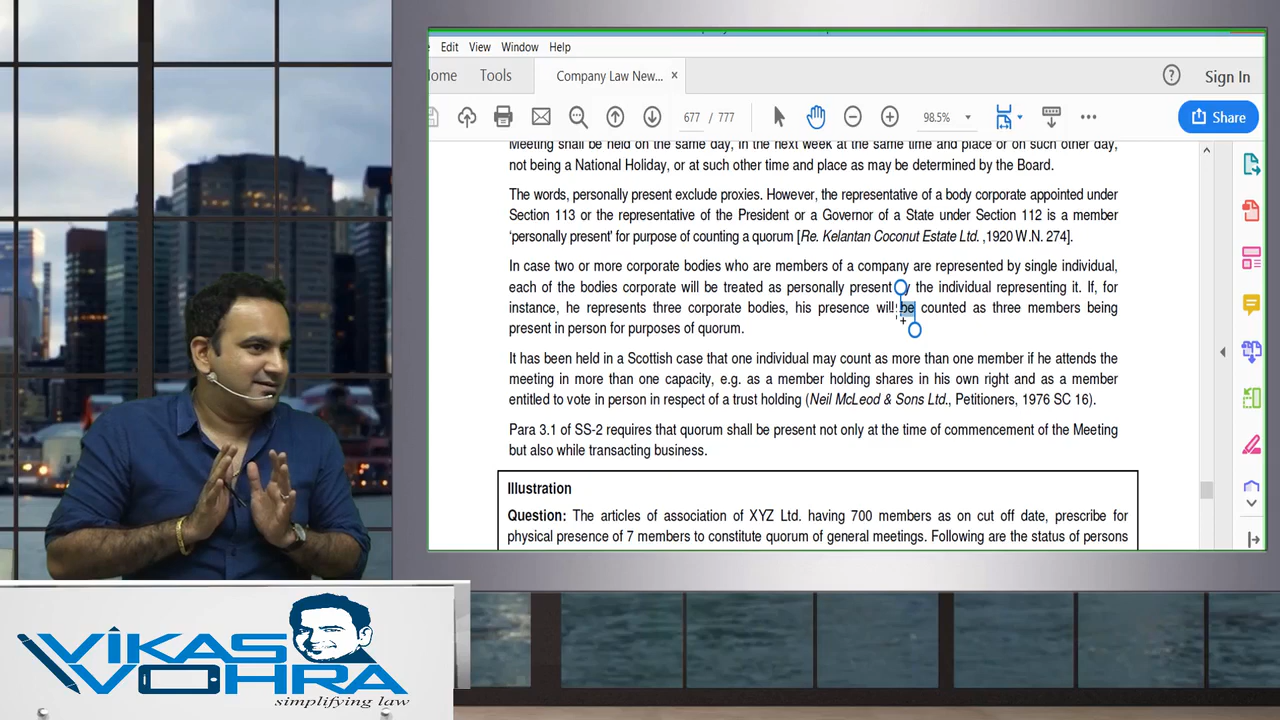 Edit View Window Help
Home Tools Company Law New... × ? Sign In
677 / 777 98.5% Share
Meeting shall be held on the same day, in the next week at the same time and place or on such other day,
not being a National Holiday, or at such other time and place as may be determined by the Board.
The words, personally present exclude proxies. However, the representative of a body corporate appointed under
Section 113 or the representative of the President or a Governor of a State under Section 112 is a member
‘personally present’ for purpose of counting a quorum [Re. Kelantan Coconut Estate Ltd. ,1920 W.N. 274].
In case two or more corporate bodies who are members of a company are represented by single individual,
each of the bodies corporate will be treated as personally present by the individual representing it. If, for
instance, he represents three corporate bodies, his presence will be counted as three members being
present in person for purposes of quorum.
It has been held in a Scottish case that one individual may count as more than one member if he attends the
meeting in more than one capacity, e.g. as a member holding shares in his own right and as a member
entitled to vote in person in respect of a trust holding (Neil McLeod & Sons Ltd., Petitioners, 1976 SC 16).
Para 3.1 of SS-2 requires that quorum shall be present not only at the time of commencement of the Meeting
but also while transacting business.
Illustration
Question: The articles of association of XYZ Ltd. having 700 members as on cut off date, prescribe for
physical presence of 7 members to constitute quorum of general meetings. Following are the status of persons
VIKAS
VOHRA
simplifying law